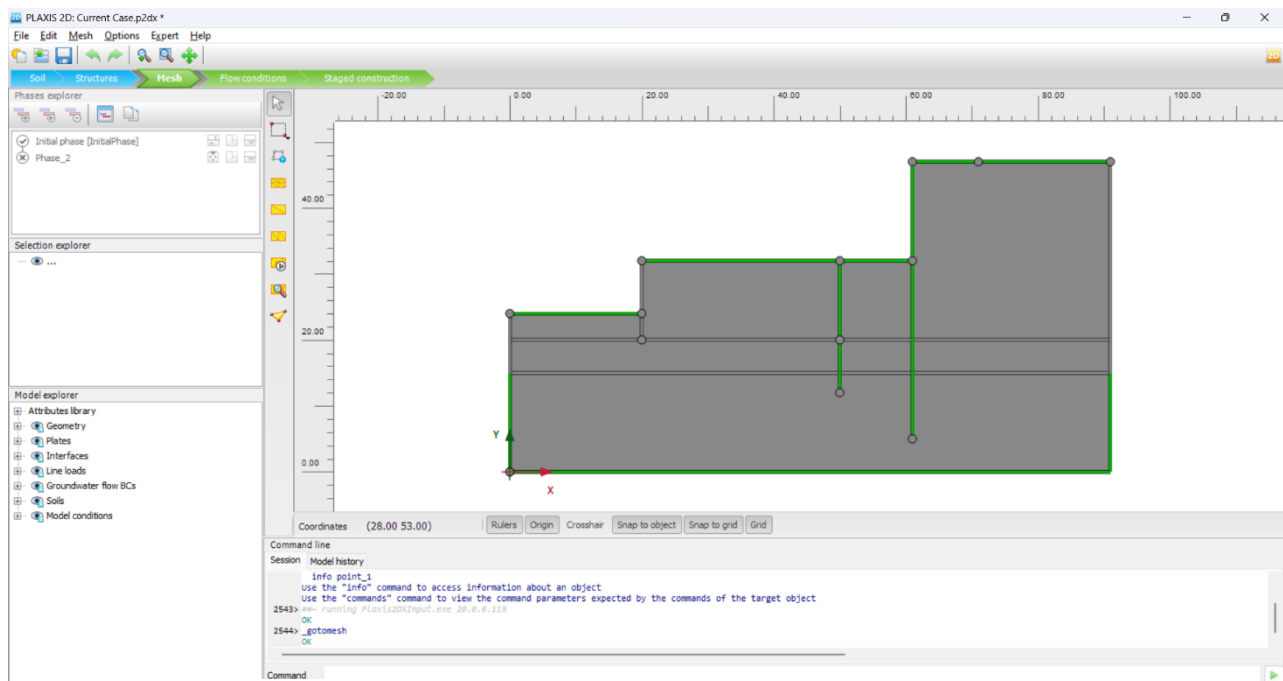 PLAXIS 2D: Current Case.p2dx *
File Edit Mesh Options Expert Help
Soil Structures Mesh Flow conditions Staged construction
Phases explorer
Initial phase [InitialPhase]
Phase_2
Selection explorer
...
Model explorer
Attributes library
Geometry
Plates
Interfaces
Line loads
Groundwater flow BCs
Soils
Model conditions
-20.00 0.00 20.00 40.00 60.00 80.00 100.00
40.00
20.00
0.00
Y
X
Coordinates (28.00 53.00) Rulers Origin Crosshair Snap to object Snap to grid Grid
Command line
Session Model history
info point_1
Use the "info" command to access information about an object
Use the "commands" command to view the command parameters expected by the commands of the target object
2543> ##~ running PLaxis2DXInput.exe 20.0.0.119
OK
2544> _gotomesh
OK
Command